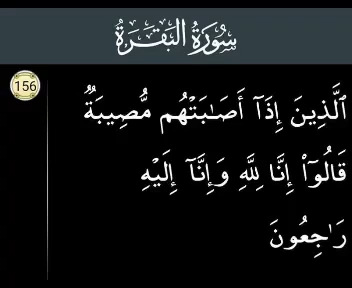 سُورَةُ البَقَرَةِ
156
ٱلَّذِينَ إِذَآ أَصَـٰبَتْهُم مُّصِيبَةٌ
قَالُوٓا۟ إِنَّا لِلَّهِ وَإِنَّآ إِلَيْهِ
رَٰجِعُونَ